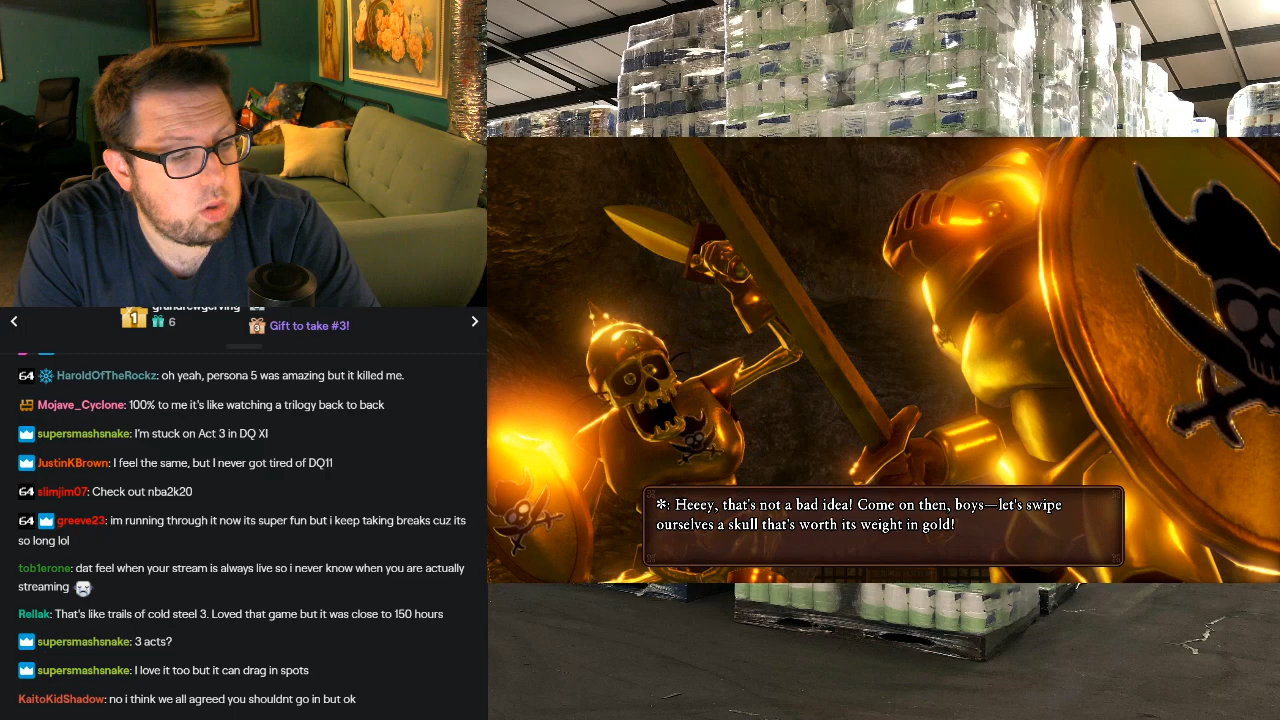 grandrewgerving
1
6
3
Gift to take #3!
64 HaroldOfTheRockz: oh yeah, persona 5 was amazing but it killed me.
Mojave_Cyclone: 100% to me it's like watching a trilogy back to back
supersmashsnake: I'm stuck on Act 3 in DQ XI
JustinKBrown: I feel the same, but I never got tired of DQ11
64 slimjim07: Check out nba2k20
64 greeve23: im running through it now its super fun but i keep taking breaks cuz its
so long lol
tob1erone: dat feel when your stream is always live so i never know when you are actually
streaming
Rellak: That's like trails of cold steel 3. Loved that game but it was close to 150 hours
supersmashsnake: 3 acts?
supersmashsnake: I love it too but it can drag in spots
KaitoKidShadow: no i think we all agreed you shouldnt go in but ok
✻: Heeey, that's not a bad idea! Come on then, boys—let's swipe
ourselves a skull that's worth its weight in gold!